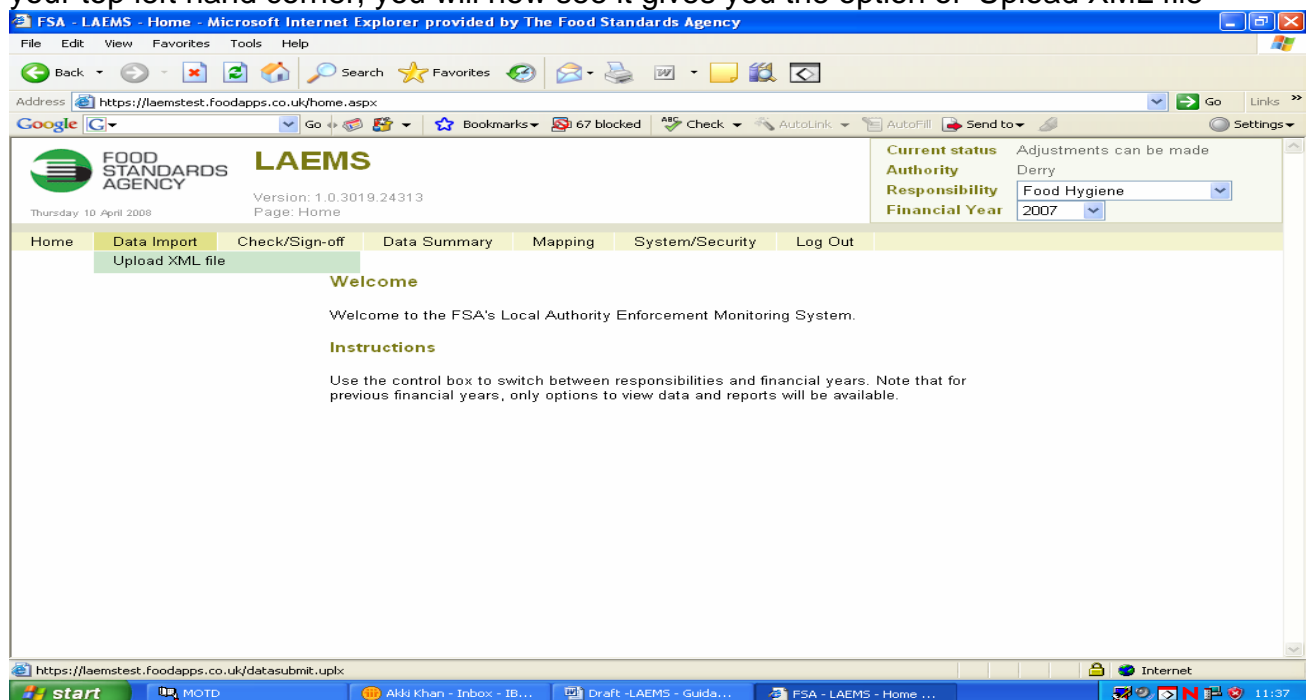 your top left hand corner, you will now see it gives you the option of 'Upload XML file'
FSA - LAEMS - Home - Microsoft Internet Explorer provided by The Food Standards Agency
File Edit View Favorites Tools Help
Back Search Favorites
Address https://laemstest.foodapps.co.uk/home.aspx Go Links »
Google G Go Bookmarks 67 blocked ABC Check AutoLink AutoFill Send to Settings
FOOD STANDARDS AGENCY
Thursday 10 April 2008
LAEMS
Version: 1.0.3019.24313
Page: Home
Current status Adjustments can be made
Authority Derry
Responsibility Food Hygiene
Financial Year 2007
Home Data Import Check/Sign-off Data Summary Mapping System/Security Log Out
Upload XML file
Welcome
Welcome to the FSA's Local Authority Enforcement Monitoring System.
Instructions
Use the control box to switch between responsibilities and financial years. Note that for
previous financial years, only options to view data and reports will be available.
https://laemstest.foodapps.co.uk/datasubmit.uplx Internet
start MOTD Akki Khan - Inbox - IB... Draft -LAEMS - Guida... FSA - LAEMS - Home ... N 11:37